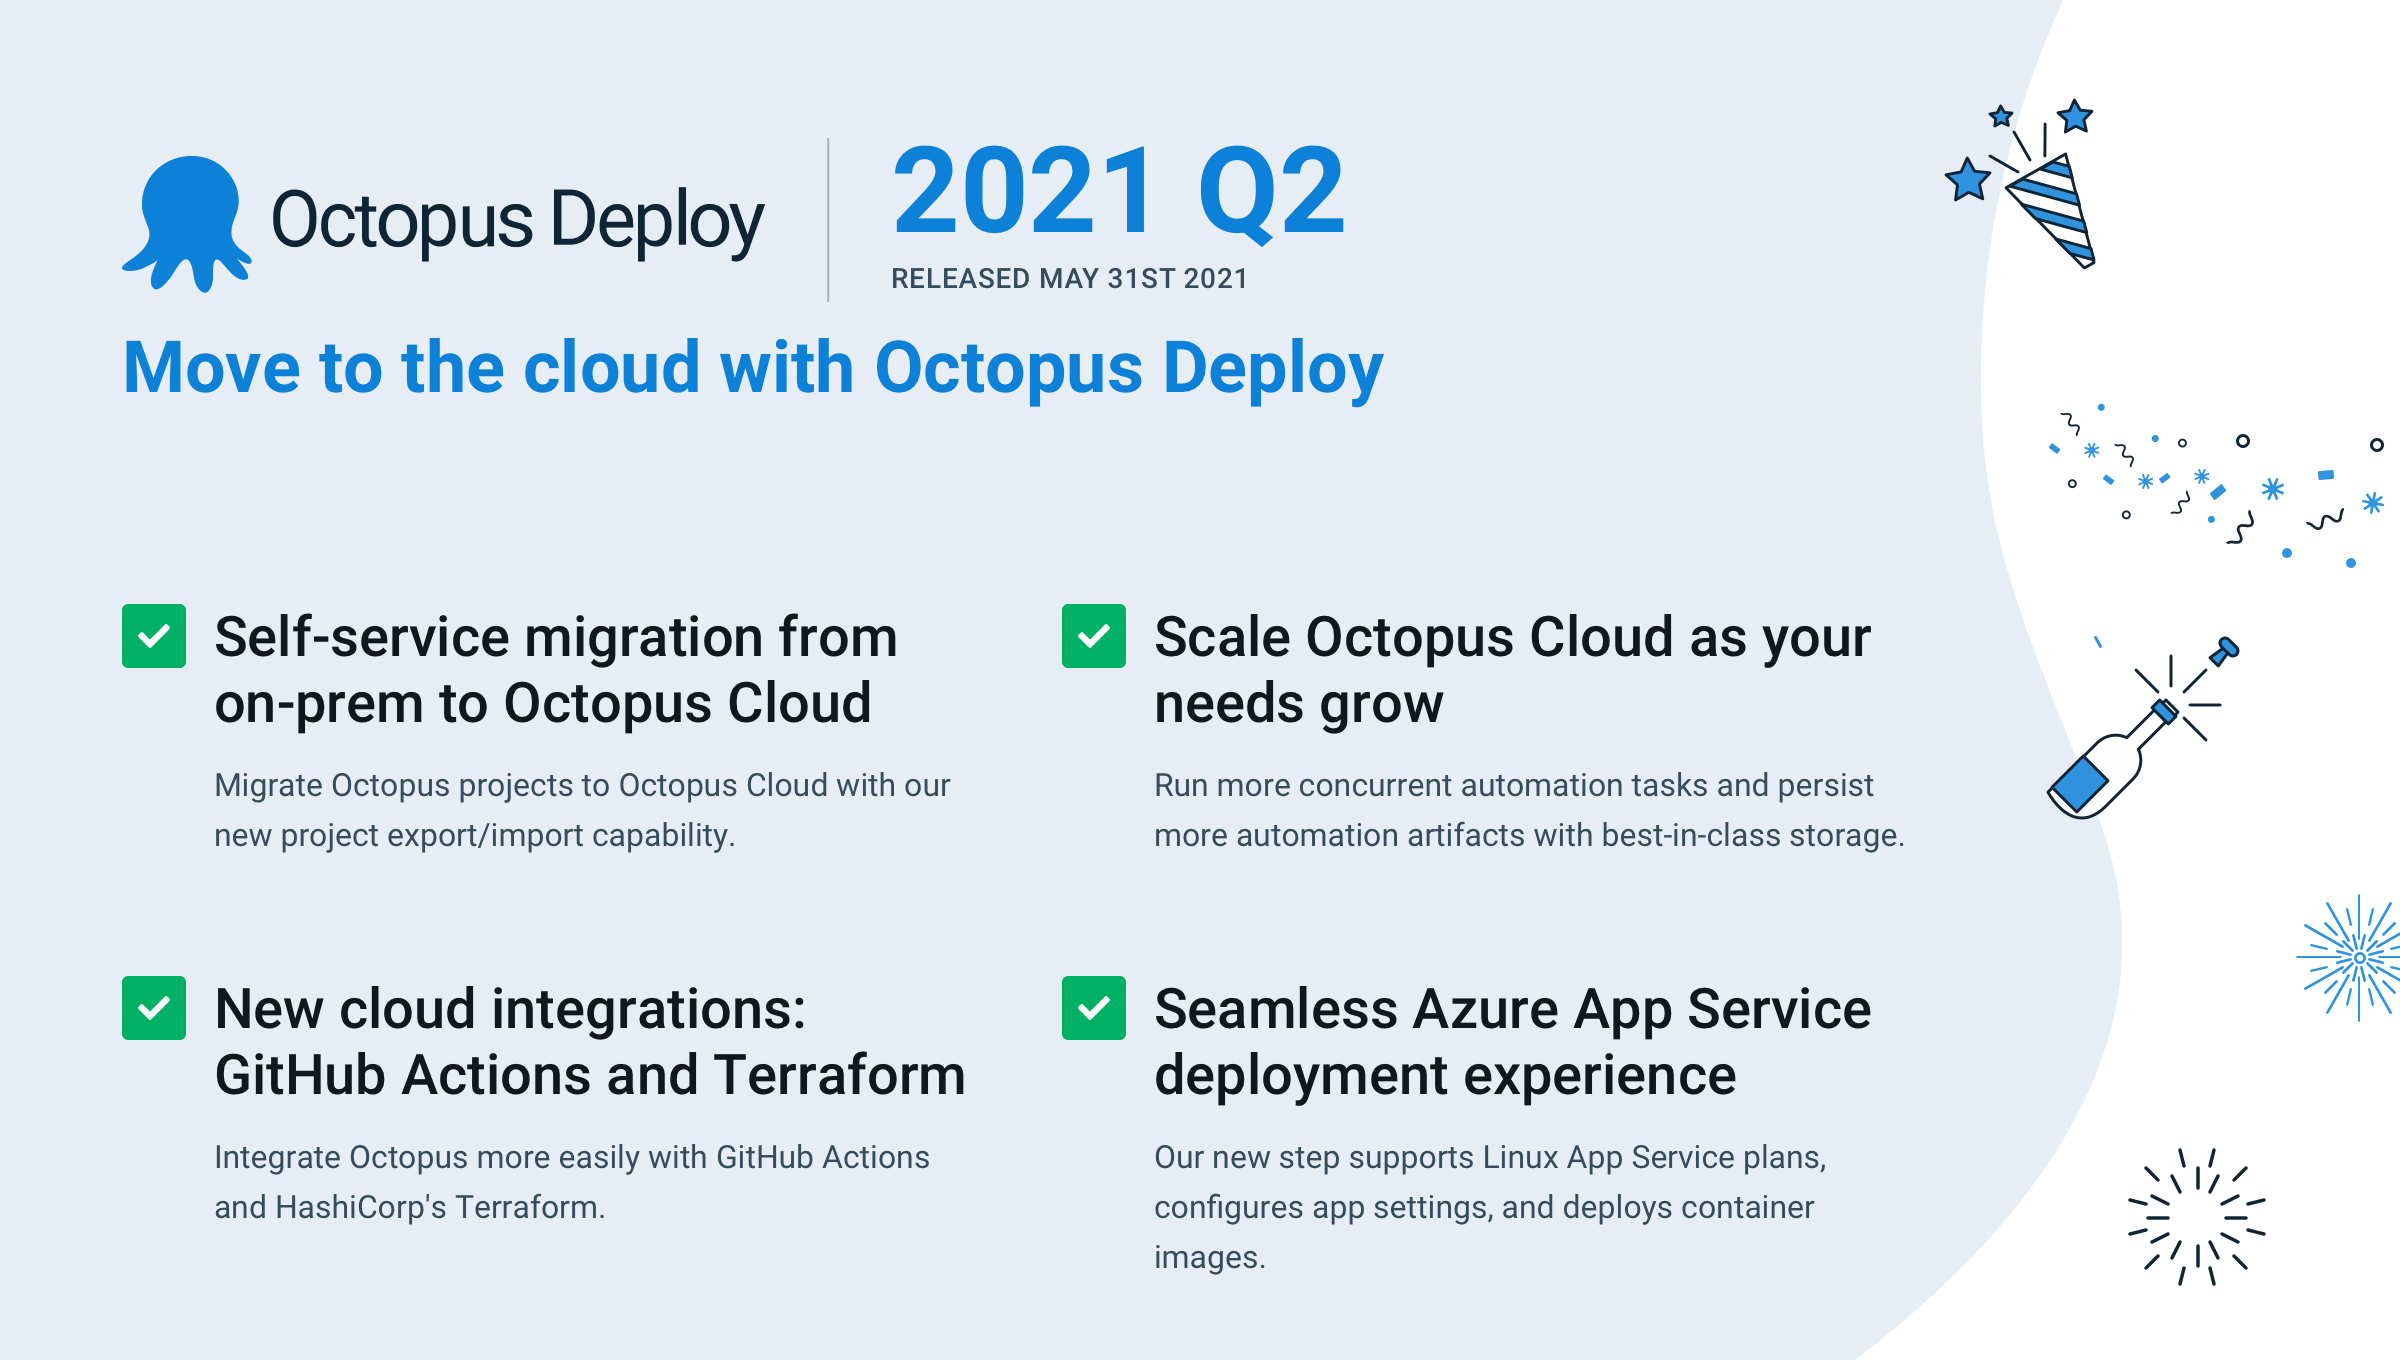 Octopus Deploy
2021 Q2
RELEASED MAY 31ST 2021
Move to the cloud with Octopus Deploy
Self-service migration from
on-prem to Octopus Cloud
Migrate Octopus projects to Octopus Cloud with our
new project export/import capability.
Scale Octopus Cloud as your
needs grow
Run more concurrent automation tasks and persist
more automation artifacts with best-in-class storage.
New cloud integrations:
GitHub Actions and Terraform
Integrate Octopus more easily with GitHub Actions
and HashiCorp's Terraform.
Seamless Azure App Service
deployment experience
Our new step supports Linux App Service plans,
configures app settings, and deploys container
images.